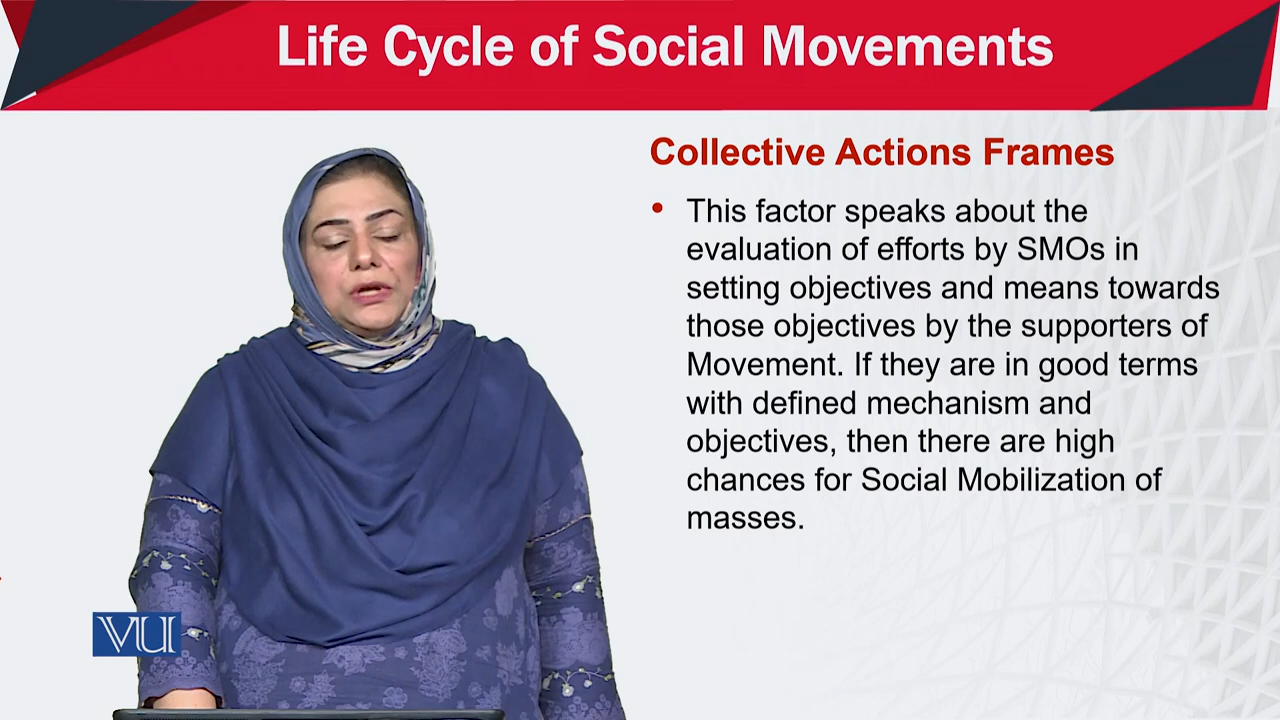 Life Cycle of Social Movements
Collective Actions Frames
• This factor speaks about the
evaluation of efforts by SMOs in
setting objectives and means towards
those objectives by the supporters of
Movement. If they are in good terms
with defined mechanism and
objectives, then there are high
chances for Social Mobilization of
masses.
VU